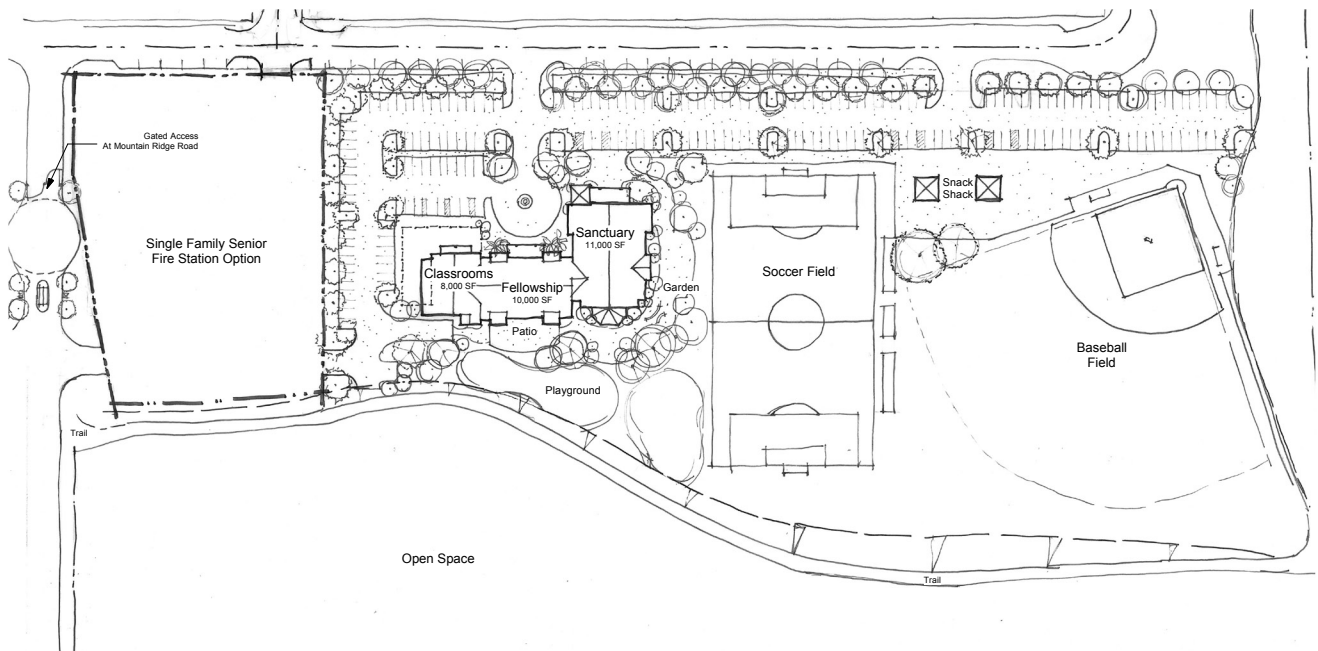 Gated Access
At Mountain Ridge Road
Single Family Senior
Fire Station Option
Classrooms
8,000 SF
Fellowship
10,000 SF
Sanctuary
11,000 SF
Patio
Garden
Playground
Soccer Field
Snack
Shack
Baseball
Field
Trail
Open Space
Trail